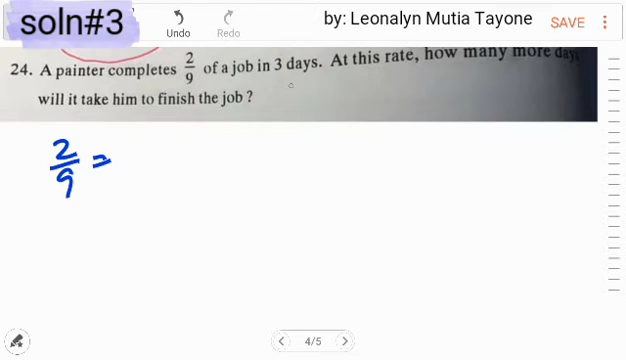 soln#3
by: Leonalyn Mutia Tayone
SAVE
Undo
Redo
24. A painter completes 2/9 of a job in 3 days. At this rate, how many more days
will it take him to finish the job?
2/9 =
4/5